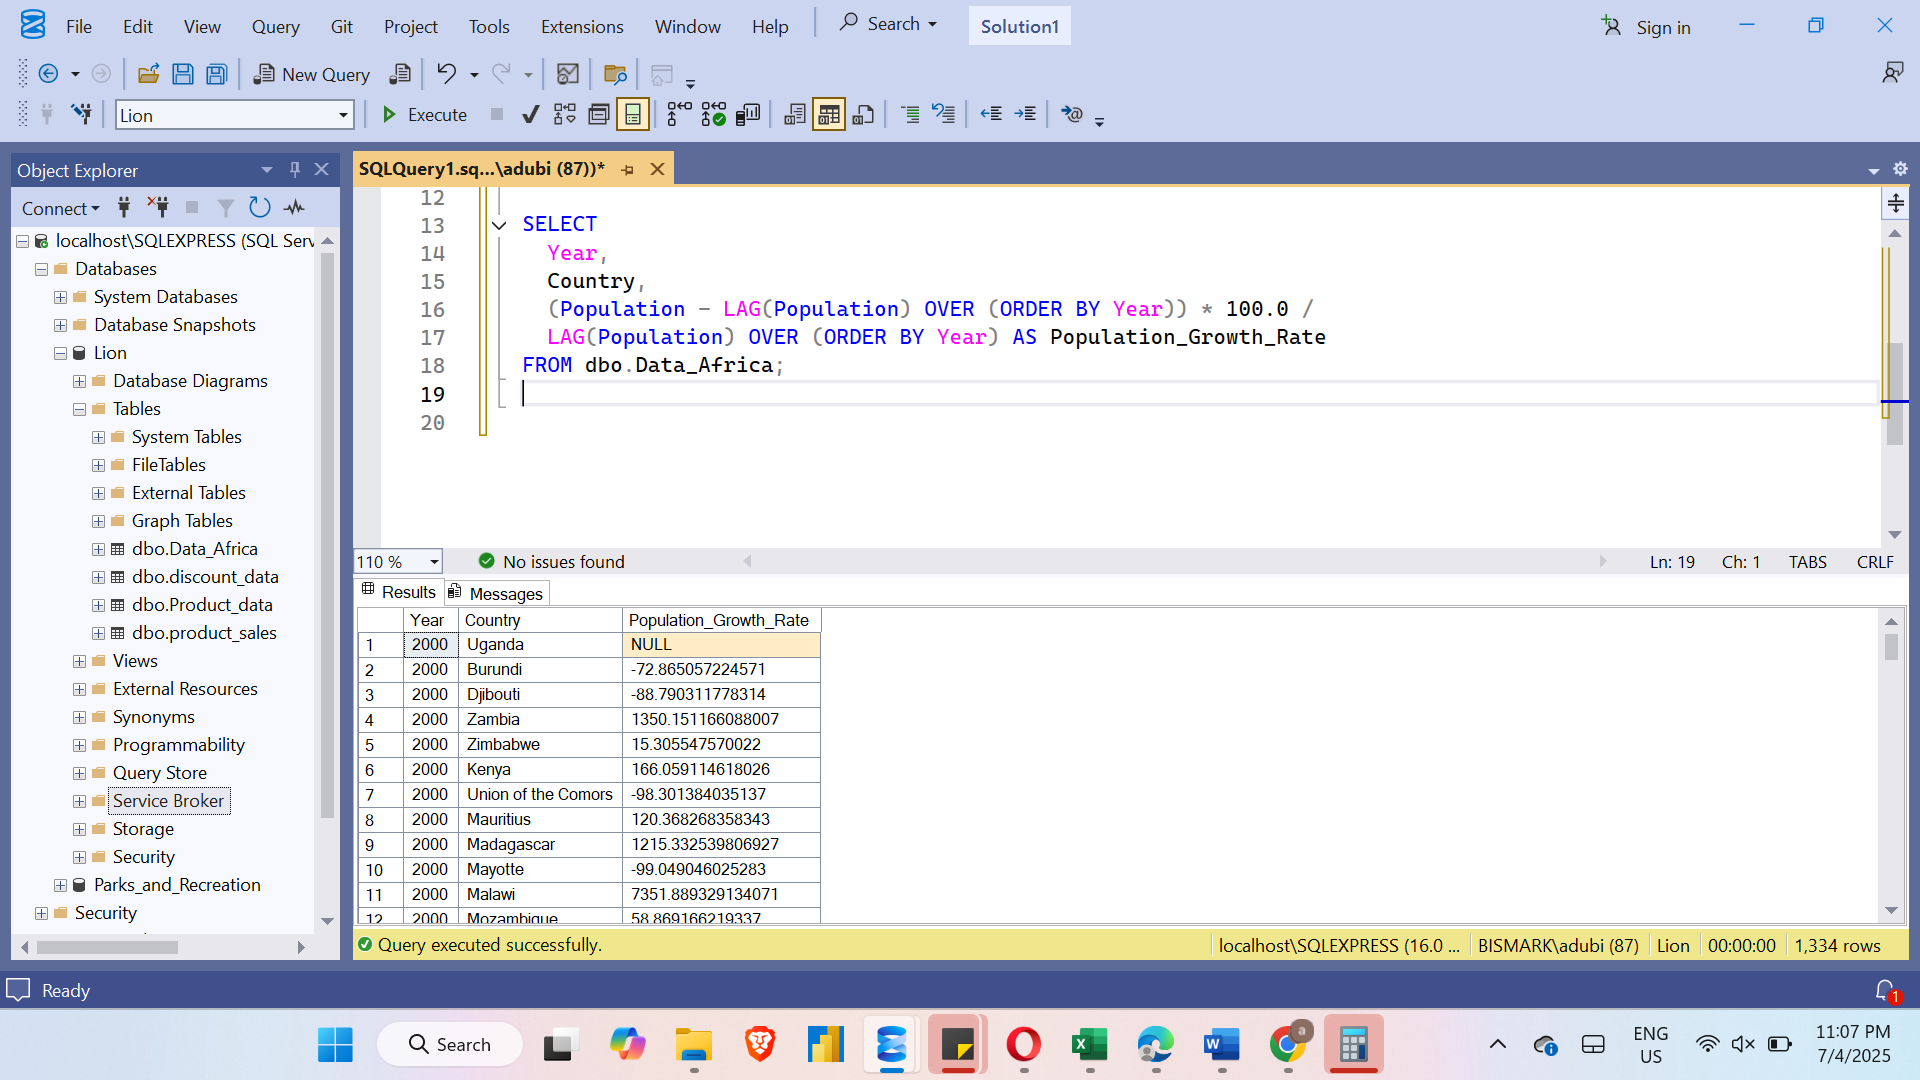 File Edit View Query Git Project Tools Extensions Window Help Search Solution1 Sign in
New Query
Lion Execute
Object Explorer
Connect
localhost\SQLEXPRESS (SQL Serv
Databases
System Databases
Database Snapshots
Lion
Database Diagrams
Tables
System Tables
FileTables
External Tables
Graph Tables
dbo.Data_Africa
dbo.discount_data
dbo.Product_data
dbo.product_sales
Views
External Resources
Synonyms
Programmability
Query Store
Service Broker
Storage
Security
Parks_and_Recreation
Security
SQLQuery1.sq...\adubi (87))*
12
13 SELECT
14 Year,
15 Country,
16 (Population - LAG(Population) OVER (ORDER BY Year)) * 100.0 /
17 LAG(Population) OVER (ORDER BY Year) AS Population_Growth_Rate
18 FROM dbo.Data_Africa;
19
20
110 % No issues found Ln: 19 Ch: 1 TABS CRLF
Results Messages
Year Country Population_Growth_Rate
1 2000 Uganda NULL
2 2000 Burundi -72.865057224571
3 2000 Djibouti -88.790311778314
4 2000 Zambia 1350.151166088007
5 2000 Zimbabwe 15.305547570022
6 2000 Kenya 166.059114618026
7 2000 Union of the Comors -98.301384035137
8 2000 Mauritius 120.368268358343
9 2000 Madagascar 1215.332539806927
10 2000 Mayotte -99.049046025283
11 2000 Malawi 7351.889329134071
12 2000 Mozambique 58.869166219337
Query executed successfully. localhost\SQLEXPRESS (16.0 ... BISMARK\adubi (87) Lion 00:00:00 1,334 rows
Ready 1
Search ENG US 11:07 PM
7/4/2025